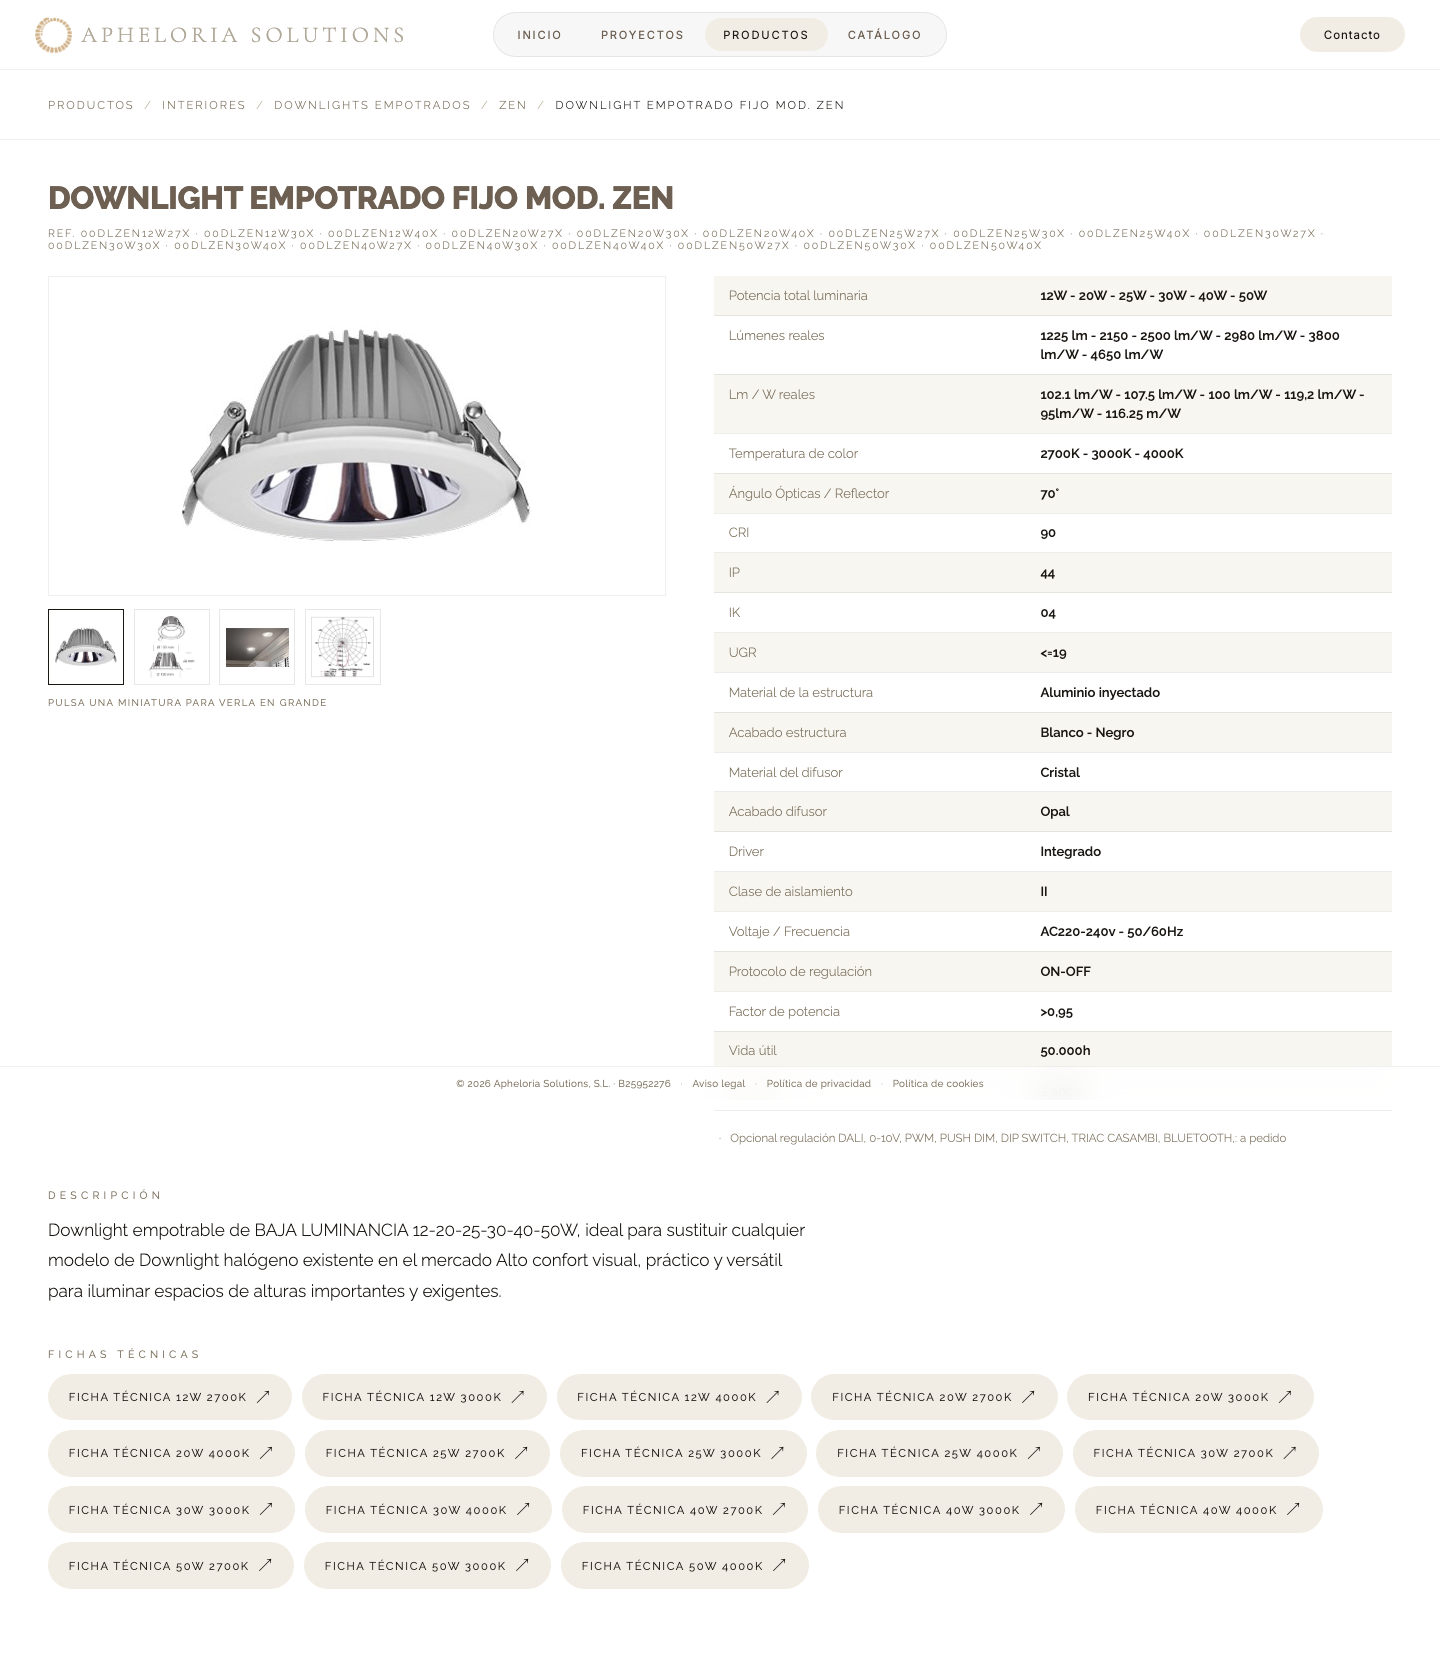 APHELORIA SOLUTIONS
INICIO
PROYECTOS
PRODUCTOS
CATÁLOGO
Contacto
PRODUCTOS / INTERIORES / DOWNLIGHTS EMPOTRADOS / ZEN / DOWNLIGHT EMPOTRADO FIJO MOD. ZEN
DOWNLIGHT EMPOTRADO FIJO MOD. ZEN
REF. 00DLZEN12W27X · 00DLZEN12W30X · 00DLZEN12W40X · 00DLZEN20W27X · 00DLZEN20W30X · 00DLZEN20W40X · 00DLZEN25W27X · 00DLZEN25W30X · 00DLZEN25W40X · 00DLZEN30W27X ·
00DLZEN30W30X · 00DLZEN30W40X · 00DLZEN40W27X · 00DLZEN40W30X · 00DLZEN40W40X · 00DLZEN50W27X · 00DLZEN50W30X · 00DLZEN50W40X
Potencia total luminaria 12W - 20W - 25W - 30W - 40W - 50W
Lúmenes reales 1225 lm - 2150 - 2500 lm/W - 2980 lm/W - 3800
lm/W - 4650 lm/W
Lm / W reales 102.1 lm/W - 107.5 lm/W - 100 lm/W - 119,2 lm/W -
95lm/W - 116.25 m/W
Temperatura de color 2700K - 3000K - 4000K
Ángulo Ópticas / Reflector 70°
CRI 90
IP 44
IK 04
UGR <=19
Material de la estructura Aluminio inyectado
Acabado estructura Blanco - Negro
Material del difusor Cristal
Acabado difusor Opal
Driver Integrado
Clase de aislamiento II
Voltaje / Frecuencia AC220-240v - 50/60Hz
Protocolo de regulación ON-OFF
Factor de potencia >0,95
Vida útil 50.000h
PULSA UNA MINIATURA PARA VERLA EN GRANDE
© 2026 Apheloria Solutions, S.L. · B25952276 · Aviso legal · Política de privacidad · Política de cookies
· Opcional regulación DALI, 0-10V, PWM, PUSH DIM, DIP SWITCH, TRIAC CASAMBI, BLUETOOTH,: a pedido
DESCRIPCIÓN
Downlight empotrable de BAJA LUMINANCIA 12-20-25-30-40-50W, ideal para sustituir cualquier
modelo de Downlight halógeno existente en el mercado Alto confort visual, práctico y versátil
para iluminar espacios de alturas importantes y exigentes.
FICHAS TÉCNICAS
FICHA TÉCNICA 12W 2700K
FICHA TÉCNICA 12W 3000K
FICHA TÉCNICA 12W 4000K
FICHA TÉCNICA 20W 2700K
FICHA TÉCNICA 20W 3000K
FICHA TÉCNICA 20W 4000K
FICHA TÉCNICA 25W 2700K
FICHA TÉCNICA 25W 3000K
FICHA TÉCNICA 25W 4000K
FICHA TÉCNICA 30W 2700K
FICHA TÉCNICA 30W 3000K
FICHA TÉCNICA 30W 4000K
FICHA TÉCNICA 40W 2700K
FICHA TÉCNICA 40W 3000K
FICHA TÉCNICA 40W 4000K
FICHA TÉCNICA 50W 2700K
FICHA TÉCNICA 50W 3000K
FICHA TÉCNICA 50W 4000K